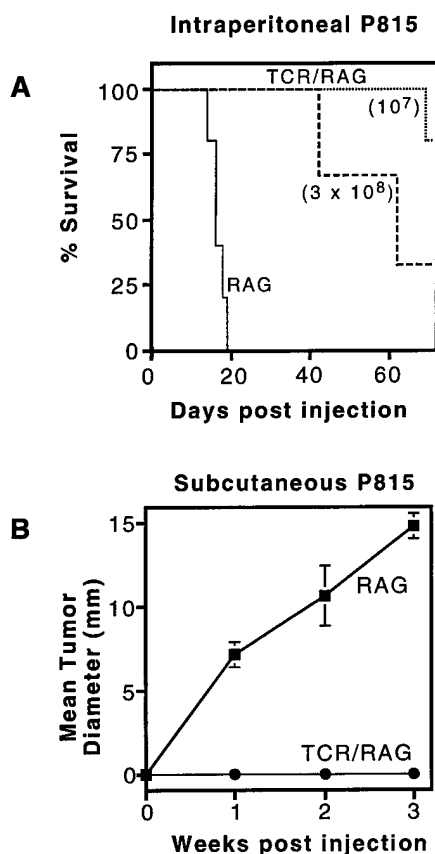 Intraperitoneal P815
A
TCR/RAG
100
(10⁷)
75
(3 x 10⁸)
50
% Survival
25
RAG
0
0 20 40 60
Days post injection
Subcutaneous P815
B
15
RAG
10
Mean Tumor
Diameter (mm)
5
TCR/RAG
0
0 1 2 3
Weeks post injection